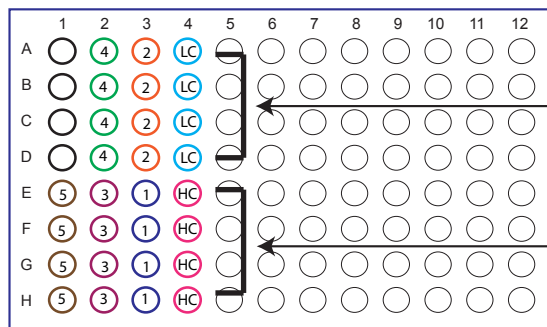 1 2 3 4 5 6 7 8 9 10 11 12
A 4 2 LC
B 4 2 LC
C 4 2 LC
D 4 2 LC
E 5 3 1 HC
F 5 3 1 HC
G 5 3 1 HC
H 5 3 1 HC